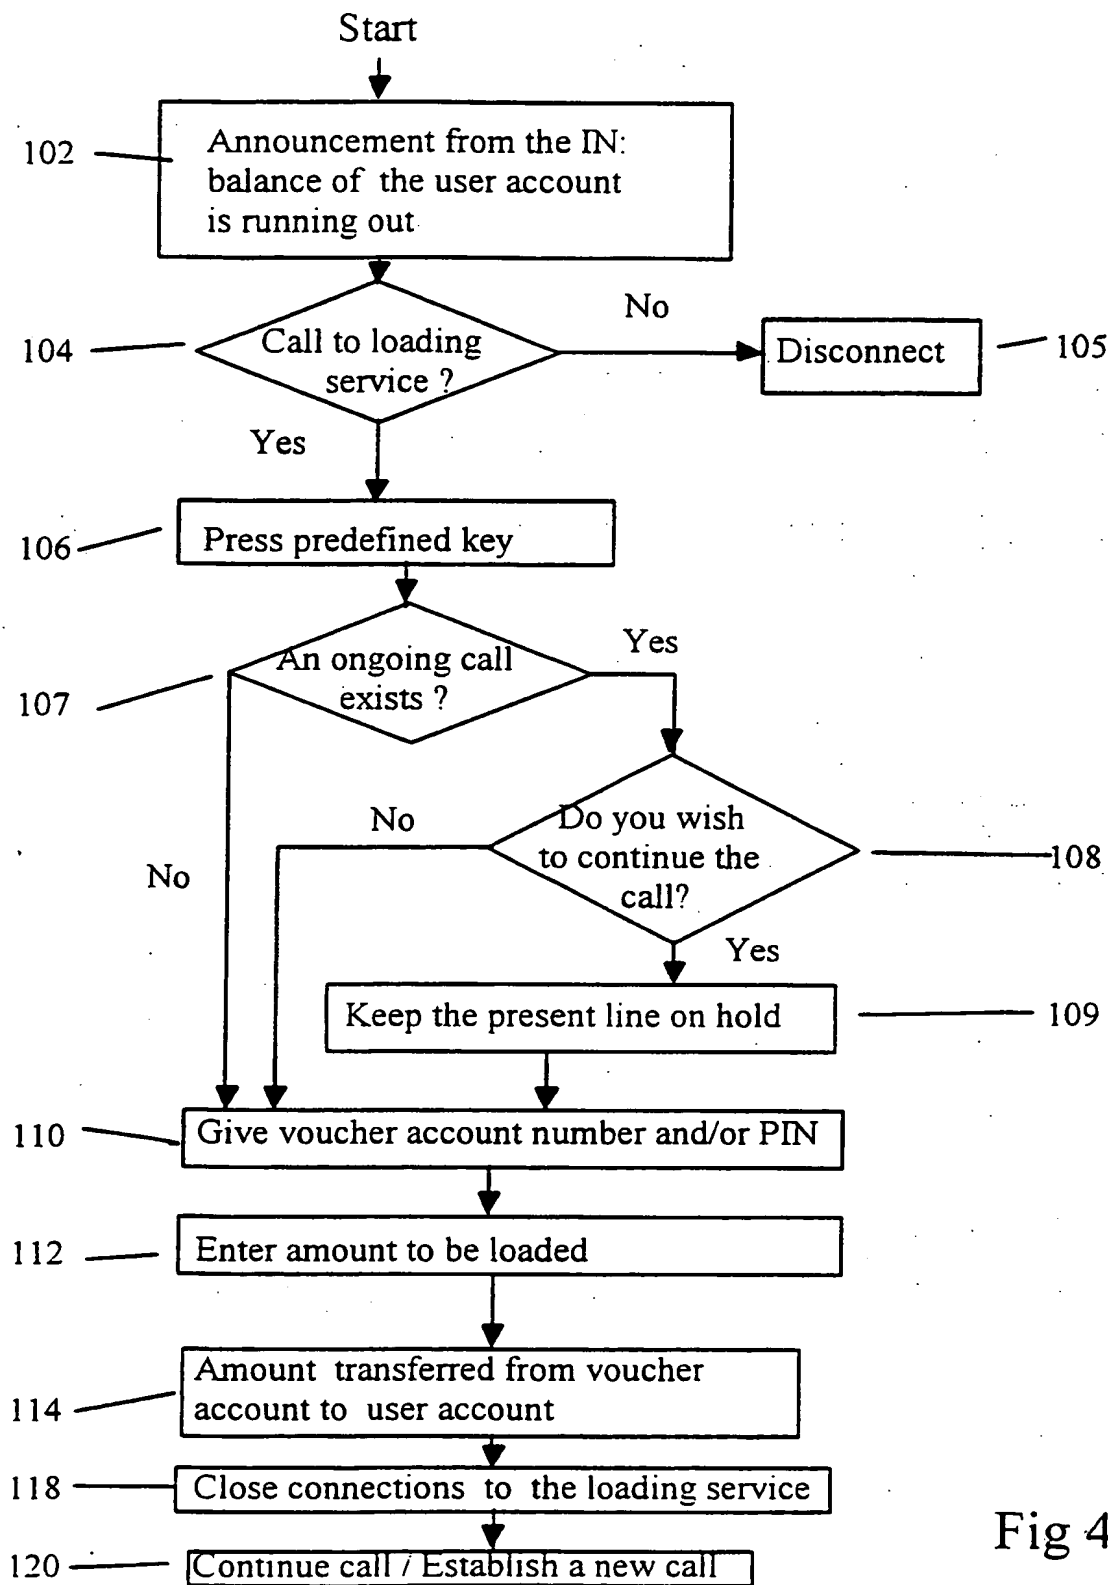 Start
102
Announcement from the IN:
balance of the user account
is running out
No
104
Call to loading
service ?
Disconnect
105
Yes
106
Press predefined key
Yes
An ongoing call
exists ?
107
No
Do you wish
to continue the
call?
108
No
Yes
Keep the present line on hold
109
110
Give voucher account number and/or PIN
112
Enter amount to be loaded
Amount transferred from voucher
account to user account
114
118
Close connections to the loading service
Fig 4
120
Continue call / Establish a new call